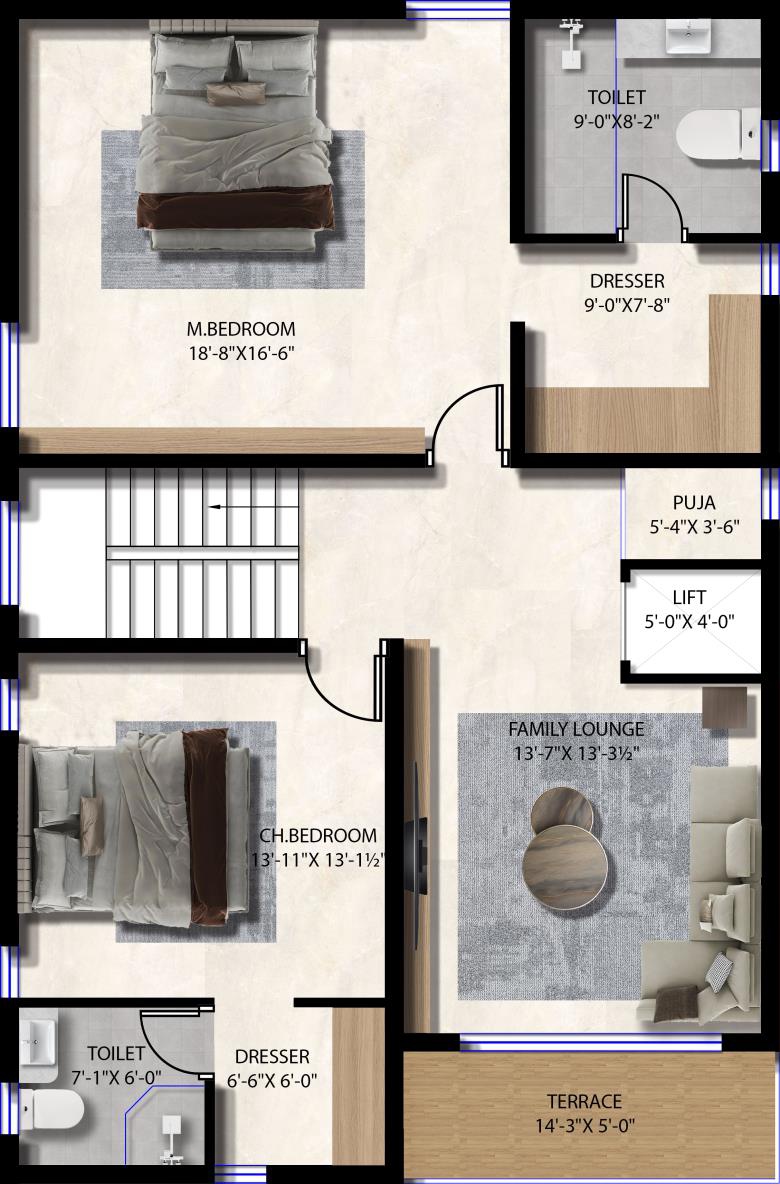 TOILET
9'-0"X8'-2"
DRESSER
9'-0"X7'-8"
M.BEDROOM
18'-8"X16'-6"
PUJA
5'-4"X 3'-6"
LIFT
5'-0"X 4'-0"
FAMILY LOUNGE
13'-7"X 13'-3½"
CH.BEDROOM
13'-11"X 13'-1½"
TOILET
7'-1"X 6'-0"
DRESSER
6'-6"X 6'-0"
TERRACE
14'-3"X 5'-0"